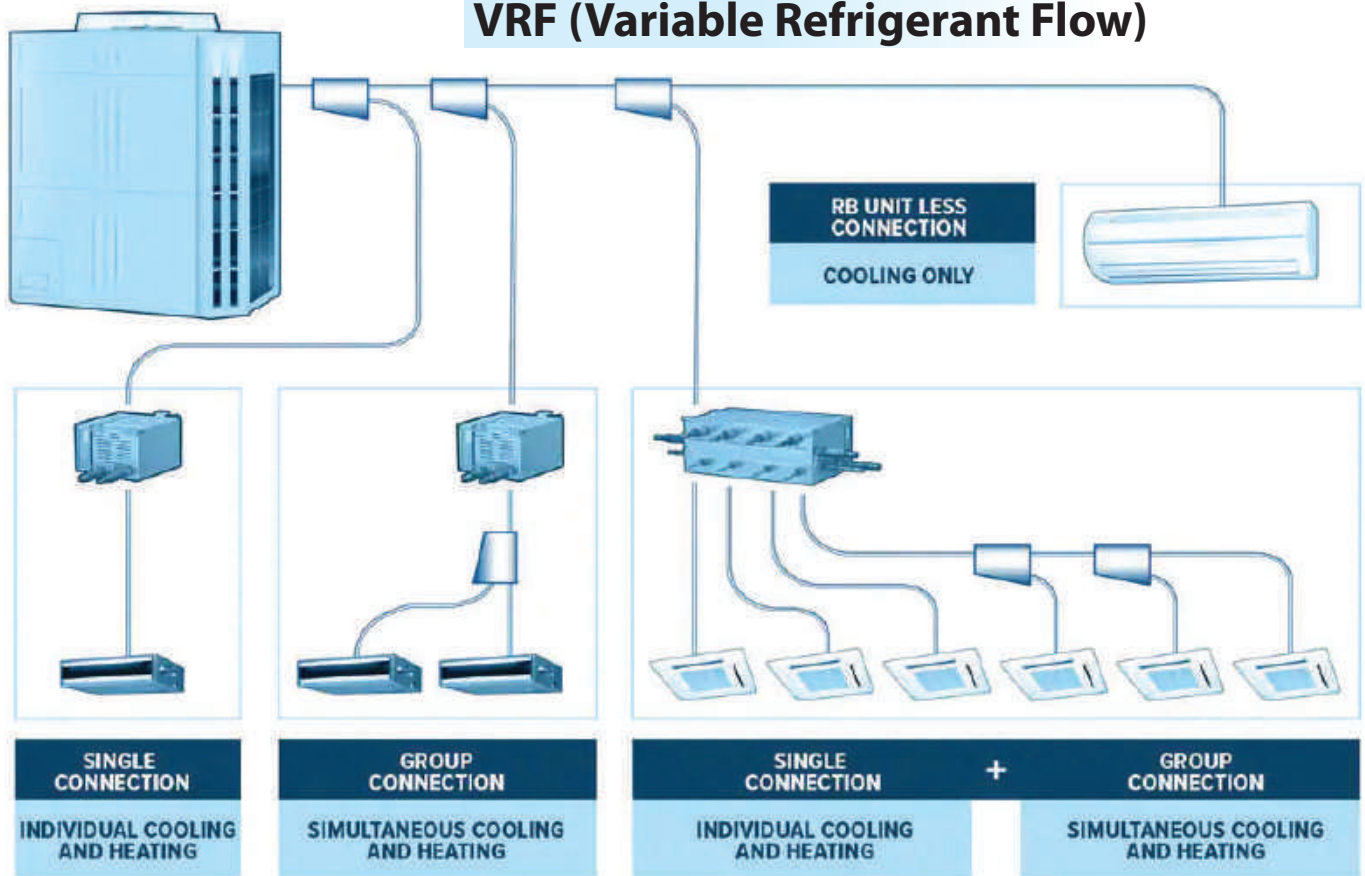 VRF (Variable Refrigerant Flow)
RB UNIT LESS
CONNECTION
COOLING ONLY
SINGLE
CONNECTION
INDIVIDUAL COOLING
AND HEATING
GROUP
CONNECTION
SIMULTANEOUS COOLING
AND HEATING
SINGLE
CONNECTION
+
GROUP
CONNECTION
INDIVIDUAL COOLING
AND HEATING
SIMULTANEOUS COOLING
AND HEATING